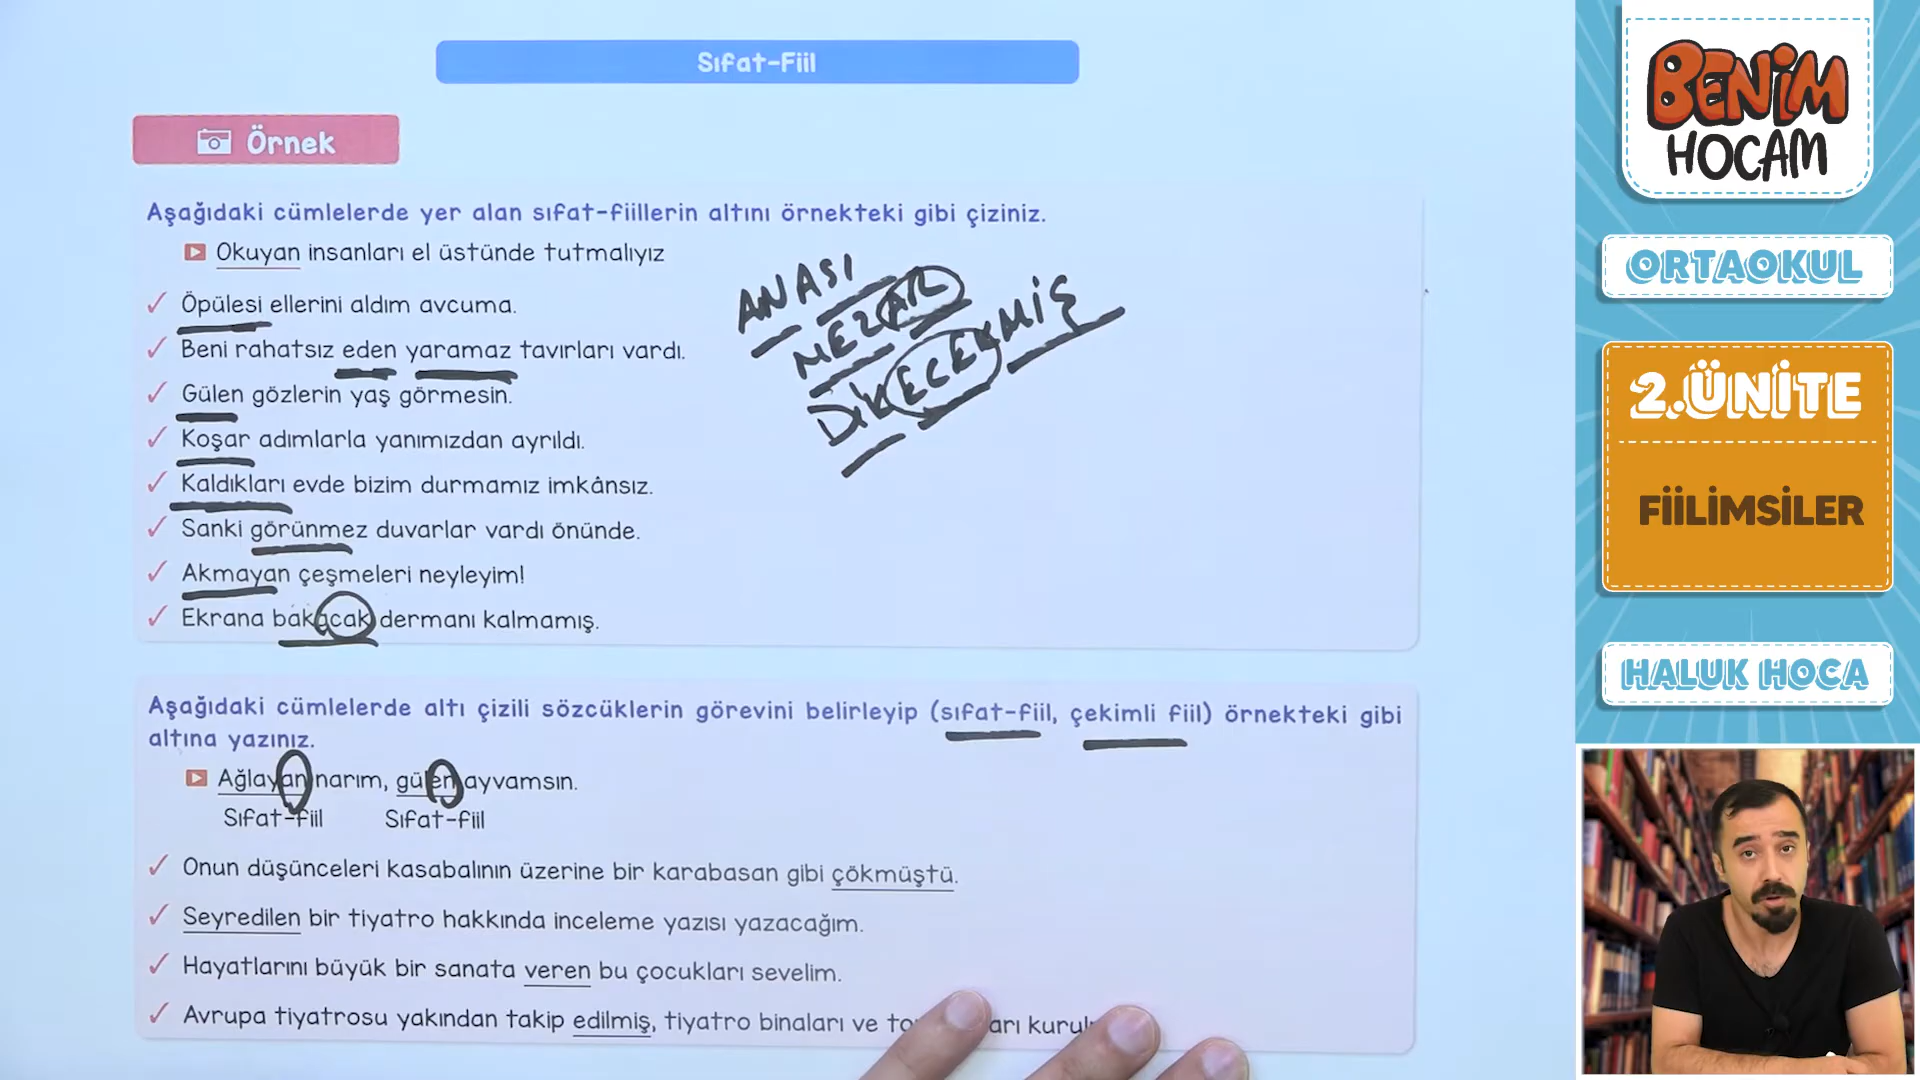 Sıfat-Fiil
Örnek
Aşağıdaki cümlelerde yer alan sıfat-fiillerin altını örnekteki gibi çiziniz.
Okuyan insanları el üstünde tutmalıyız
Öpülesi ellerini aldım avcuma.
Beni rahatsız eden yaramaz tavırları vardı.
Gülen gözlerin yaş görmesin.
Koşar adımlarla yanımızdan ayrıldı.
Kaldıkları evde bizim durmamız imkânsız.
Sanki görünmez duvarlar vardı önünde.
Akmayan çeşmeleri neyleyim!
Ekrana bakacak dermanı kalmamış.
ANASI
MEZAR
DİKECEKMİŞ
Aşağıdaki cümlelerde altı çizili sözcüklerin görevini belirleyip (sıfat-fiil, çekimli fiil) örnekteki gibi
altına yazınız.
Ağlayan narım, gülen ayvamsın.
Sıfat-fiil Sıfat-fiil
Onun düşünceleri kasabalının üzerine bir karabasan gibi çökmüştü.
Seyredilen bir tiyatro hakkında inceleme yazısı yazacağım.
Hayatlarını büyük bir sanata veren bu çocukları sevelim.
Avrupa tiyatrosu yakından takip edilmiş, tiyatro binaları ve
BENİM
HOCAM
ORTAOKUL
2.ÜNİTE
FİİLİMSİLER
HALUK HOCA